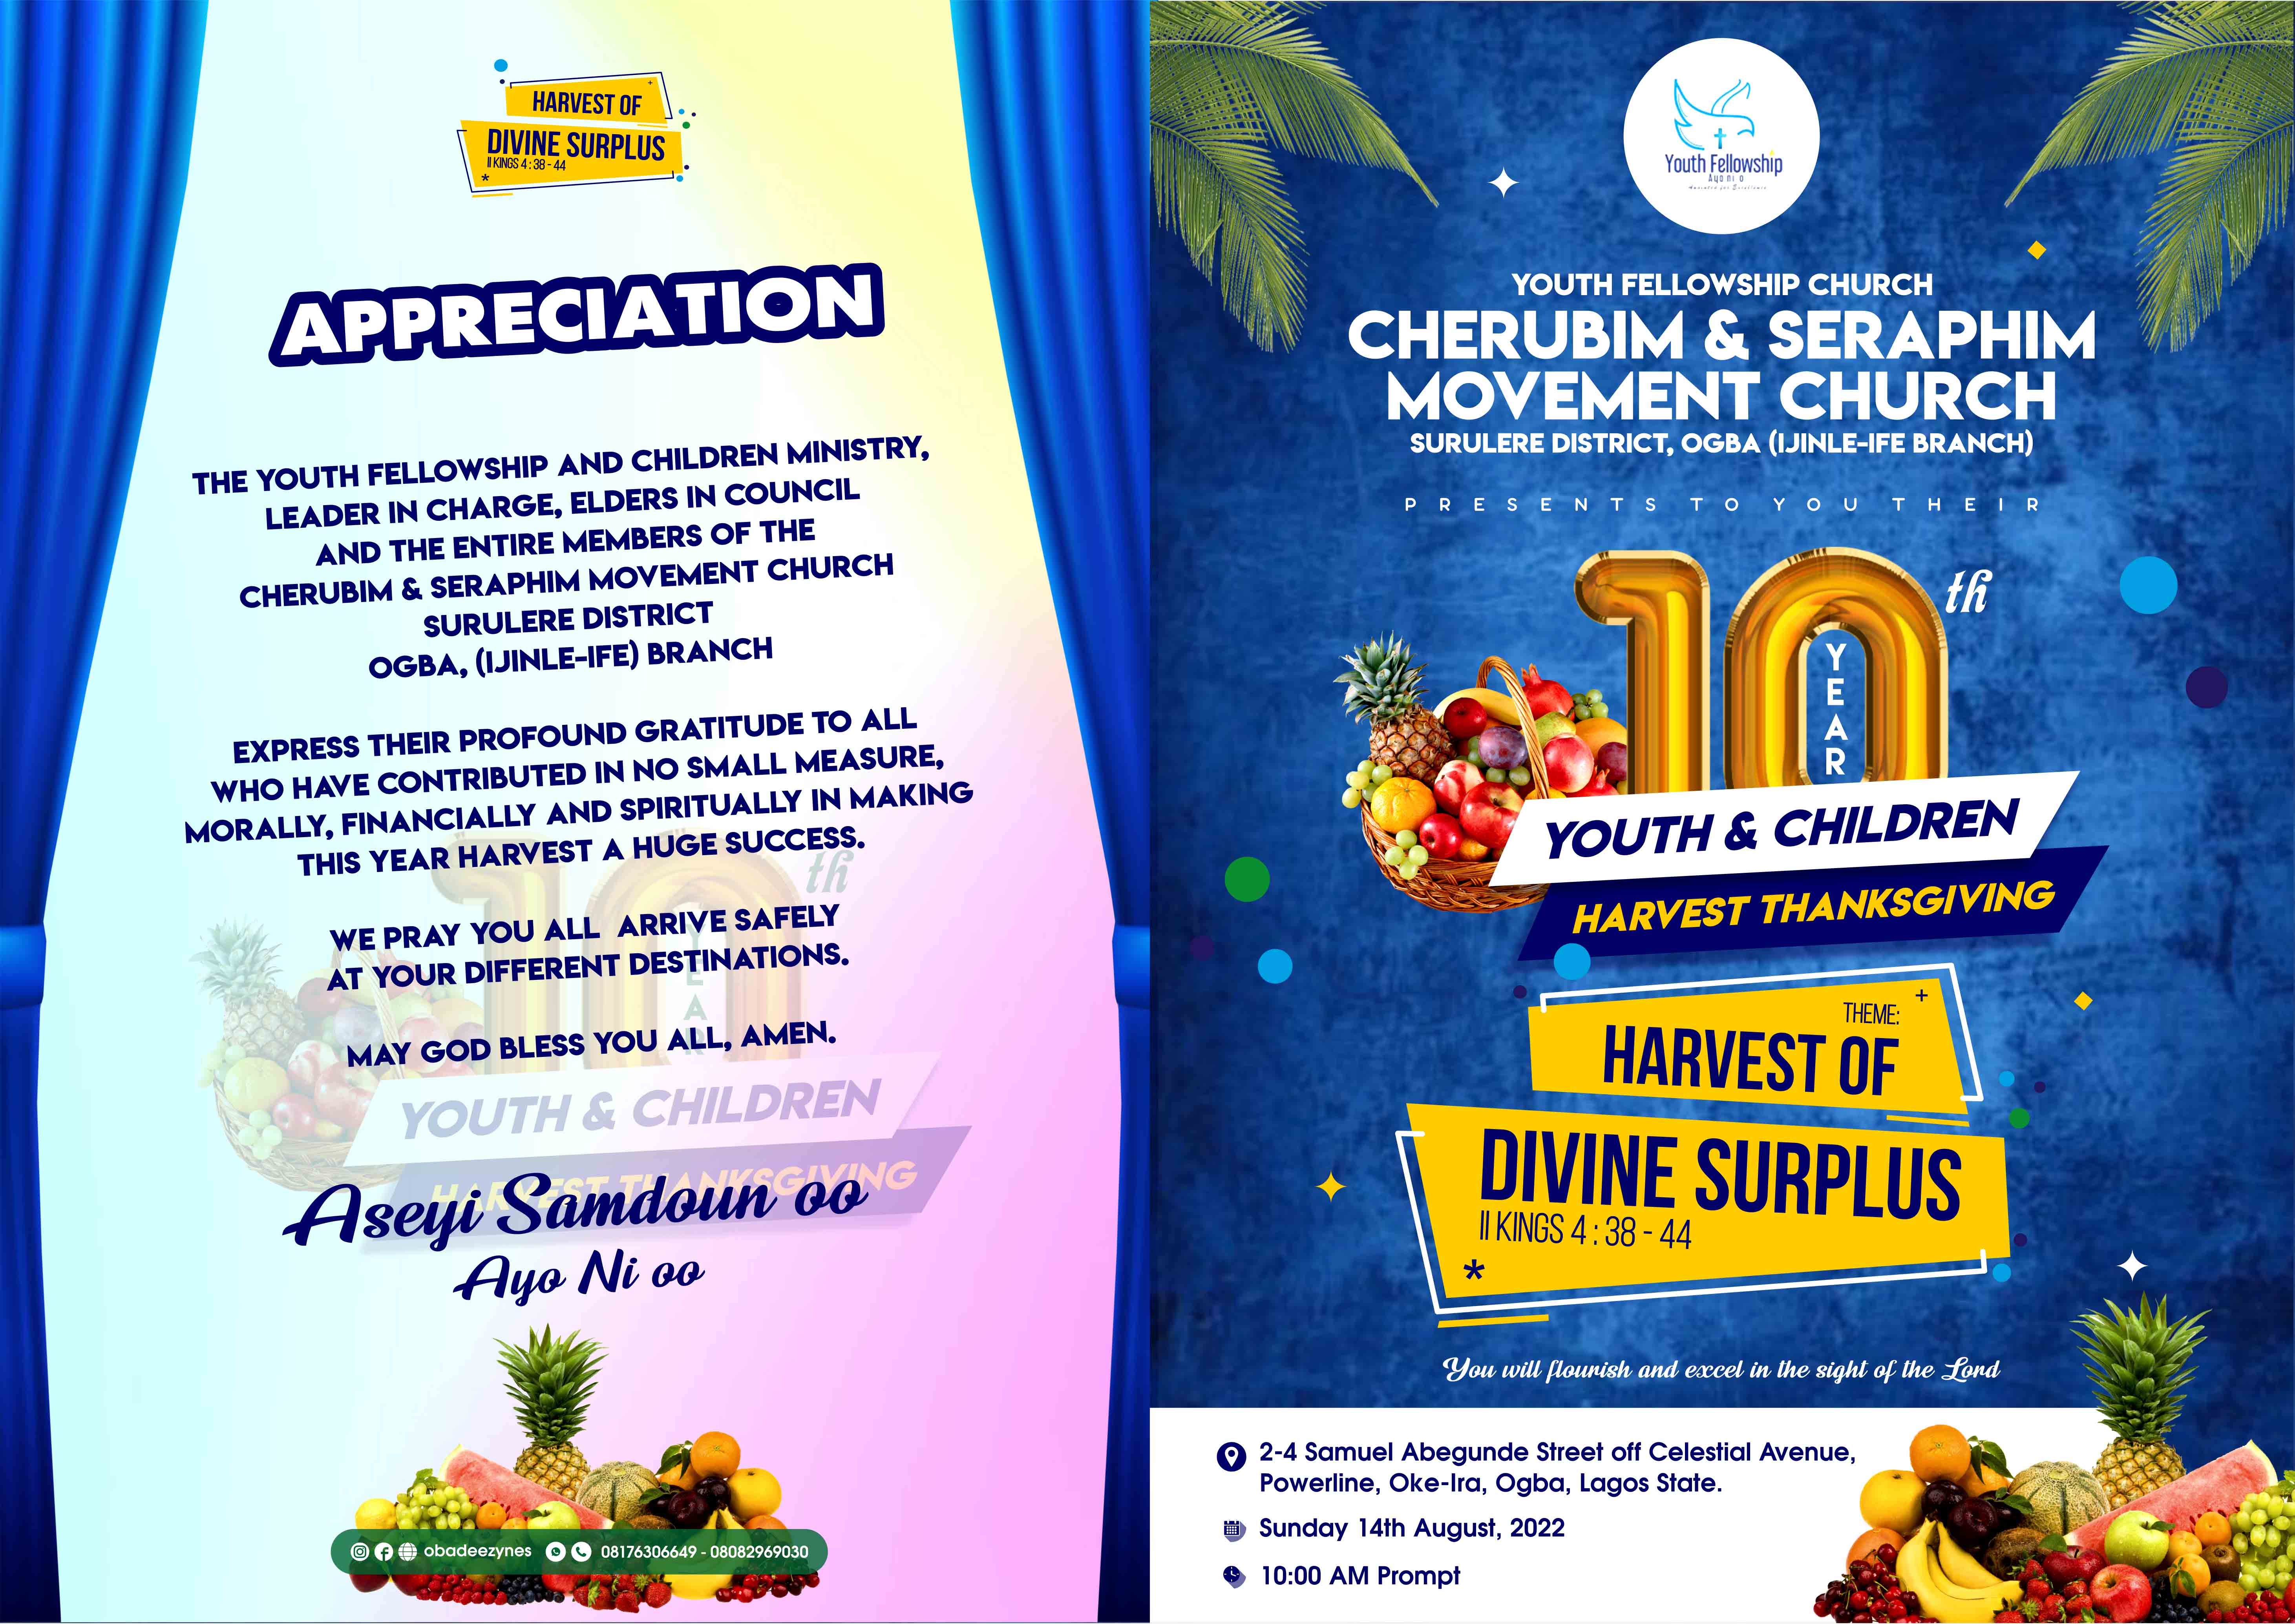 HARVEST OF
DIVINE SURPLUS
II KINGS 4 : 38 - 44
*
APPRECIATION
THE YOUTH FELLOWSHIP AND CHILDREN MINISTRY,
LEADER IN CHARGE, ELDERS IN COUNCIL
AND THE ENTIRE MEMBERS OF THE
CHERUBIM & SERAPHIM MOVEMENT CHURCH
SURULERE DISTRICT
OGBA, (IJINLE-IFE) BRANCH
EXPRESS THEIR PROFOUND GRATITUDE TO ALL
WHO HAVE CONTRIBUTED IN NO SMALL MEASURE,
MORALLY, FINANCIALLY AND SPIRITUALLY IN MAKING
THIS YEAR HARVEST A HUGE SUCCESS.
WE PRAY YOU ALL ARRIVE SAFELY
AT YOUR DIFFERENT DESTINATIONS.
MAY GOD BLESS YOU ALL, AMEN.
10th
YEAR
YOUTH & CHILDREN
HARVEST THANKSGIVING
Aseyi Samdoun oo
Ayo Ni oo
obadeezynes 08176306649 - 08082969030
Youth Fellowship
Ayo ni o
YOUTH FELLOWSHIP CHURCH
CHERUBIM & SERAPHIM
MOVEMENT CHURCH
SURULERE DISTRICT, OGBA (IJINLE-IFE BRANCH)
PRESENTS TO YOU THEIR
10th
YEAR
YOUTH & CHILDREN
HARVEST THANKSGIVING
THEME:
HARVEST OF
DIVINE SURPLUS
II KINGS 4 : 38 - 44
*
You will flourish and excel in the sight of the Lord
2-4 Samuel Abegunde Street off Celestial Avenue,
Powerline, Oke-Ira, Ogba, Lagos State.
Sunday 14th August, 2022
10:00 AM Prompt